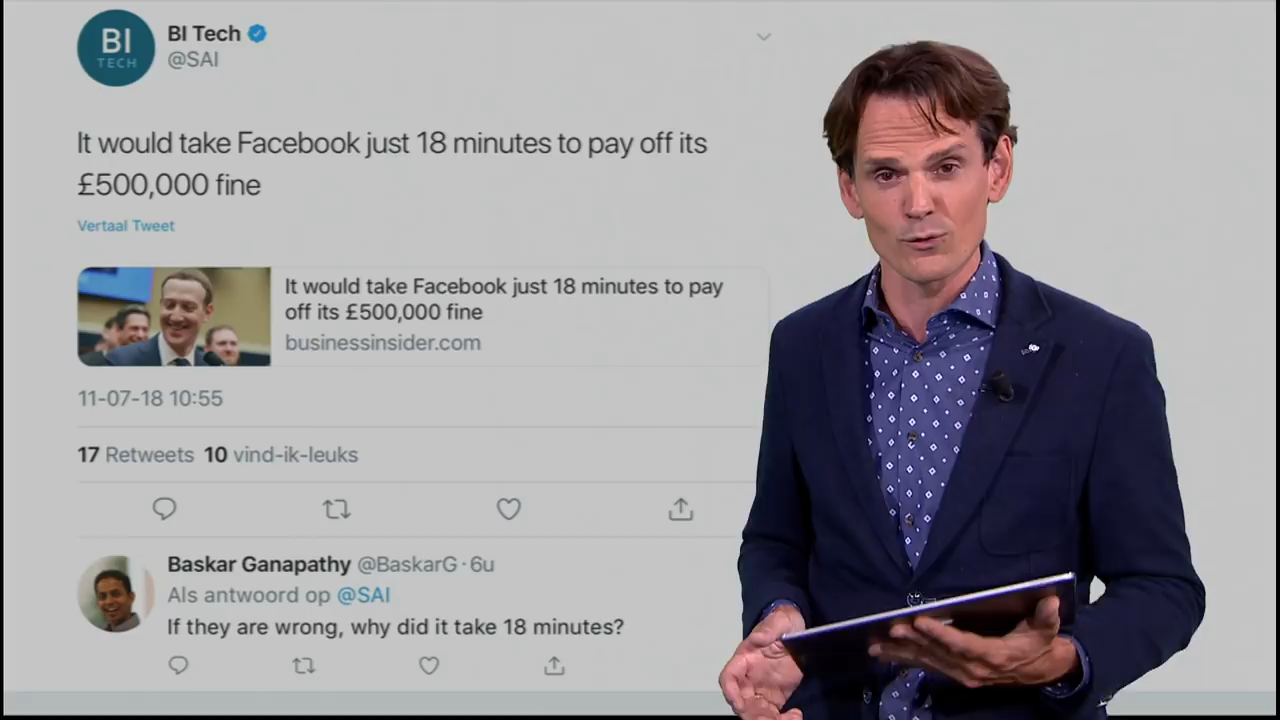 BI
TECH
BI Tech
@SAI
It would take Facebook just 18 minutes to pay off its
£500,000 fine
Vertaal Tweet
It would take Facebook just 18 minutes to pay
off its £500,000 fine
businessinsider.com
11-07-18 10:55
17 Retweets 10 vind-ik-leuks
Baskar Ganapathy @BaskarG · 6u
Als antwoord op @SAI
If they are wrong, why did it take 18 minutes?